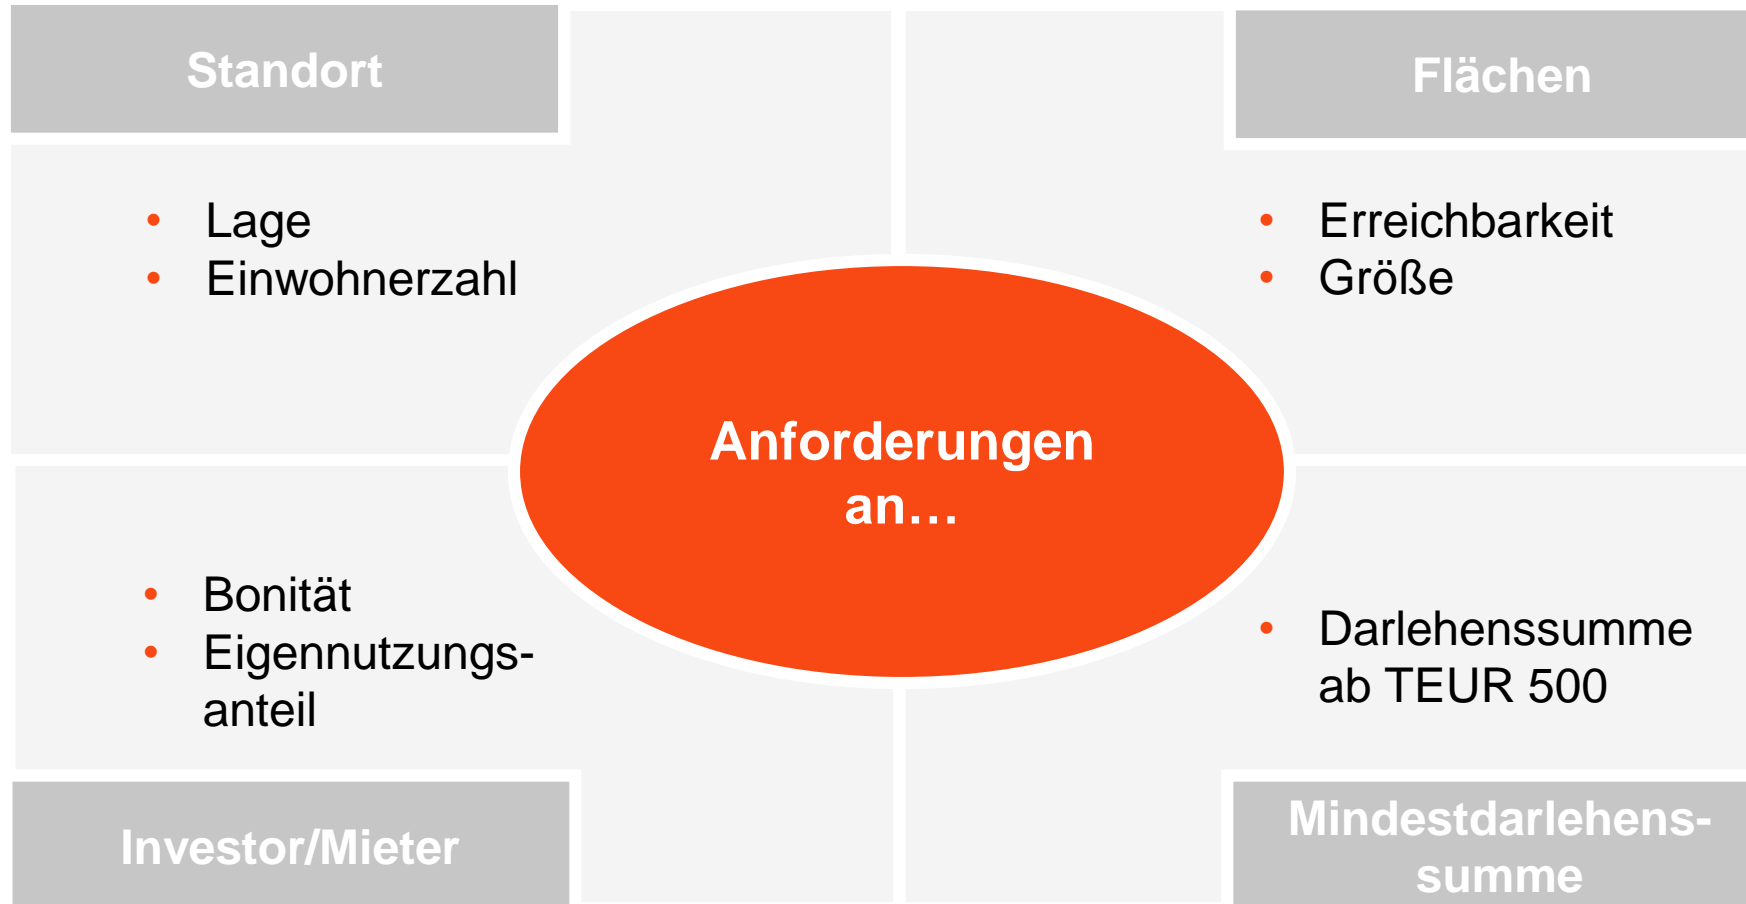 Standort
• Lage
• Einwohnerzahl
Flächen
• Erreichbarkeit
• Größe
Anforderungen
an…
• Bonität
• Eigennutzungs-
anteil
Investor/Mieter
• Darlehenssumme
ab TEUR 500
Mindestdarlehens-
summe